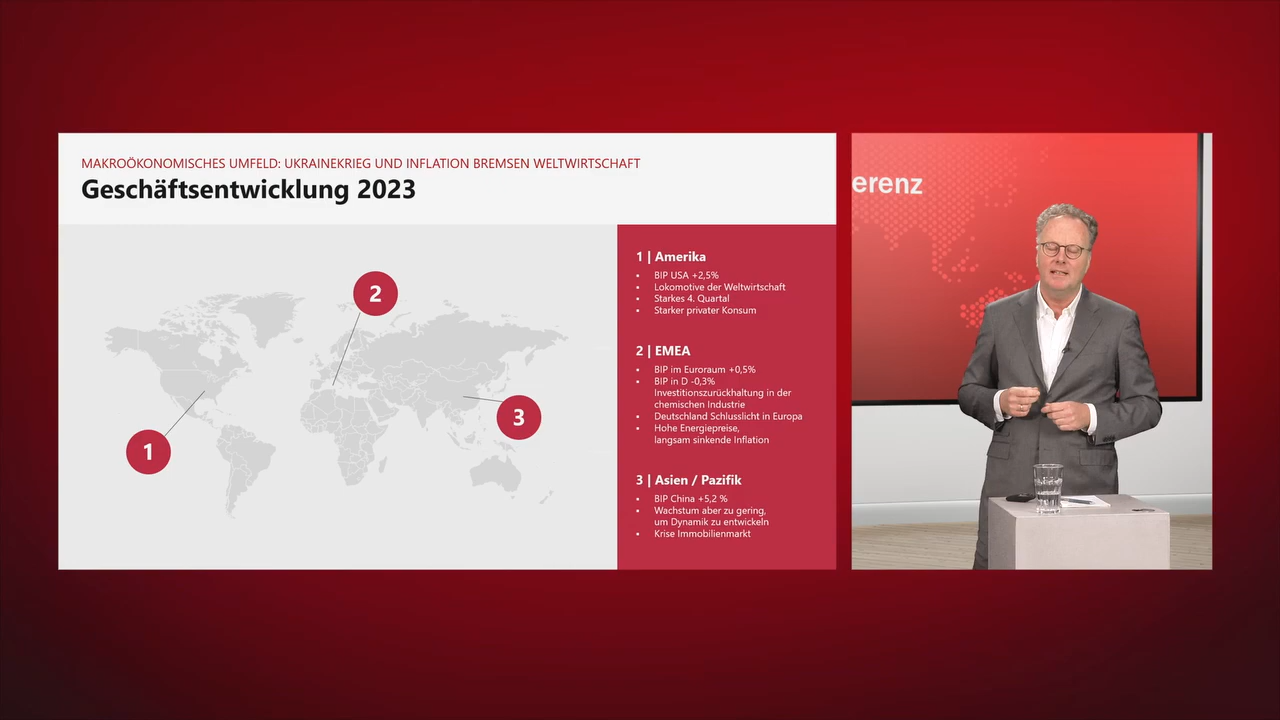 MAKROÖKONOMISCHES UMFELD: UKRAINEKRIEG UND INFLATION BREMSEN WELTWIRTSCHAFT
Geschäftsentwicklung 2023
1
2
3
1 | Amerika
• BIP USA +2,5%
• Lokomotive der Weltwirtschaft
• Starkes 4. Quartal
• Starker privater Konsum
2 | EMEA
• BIP im Euroraum +0,5%
• BIP in D -0,3%
Investitionszurückhaltung in der
chemischen Industrie
• Deutschland Schlusslicht in Europa
• Hohe Energiepreise,
langsam sinkende Inflation
3 | Asien / Pazifik
• BIP China +5,2 %
• Wachstum aber zu gering,
um Dynamik zu entwickeln
• Krise Immobilienmarkt
erenz